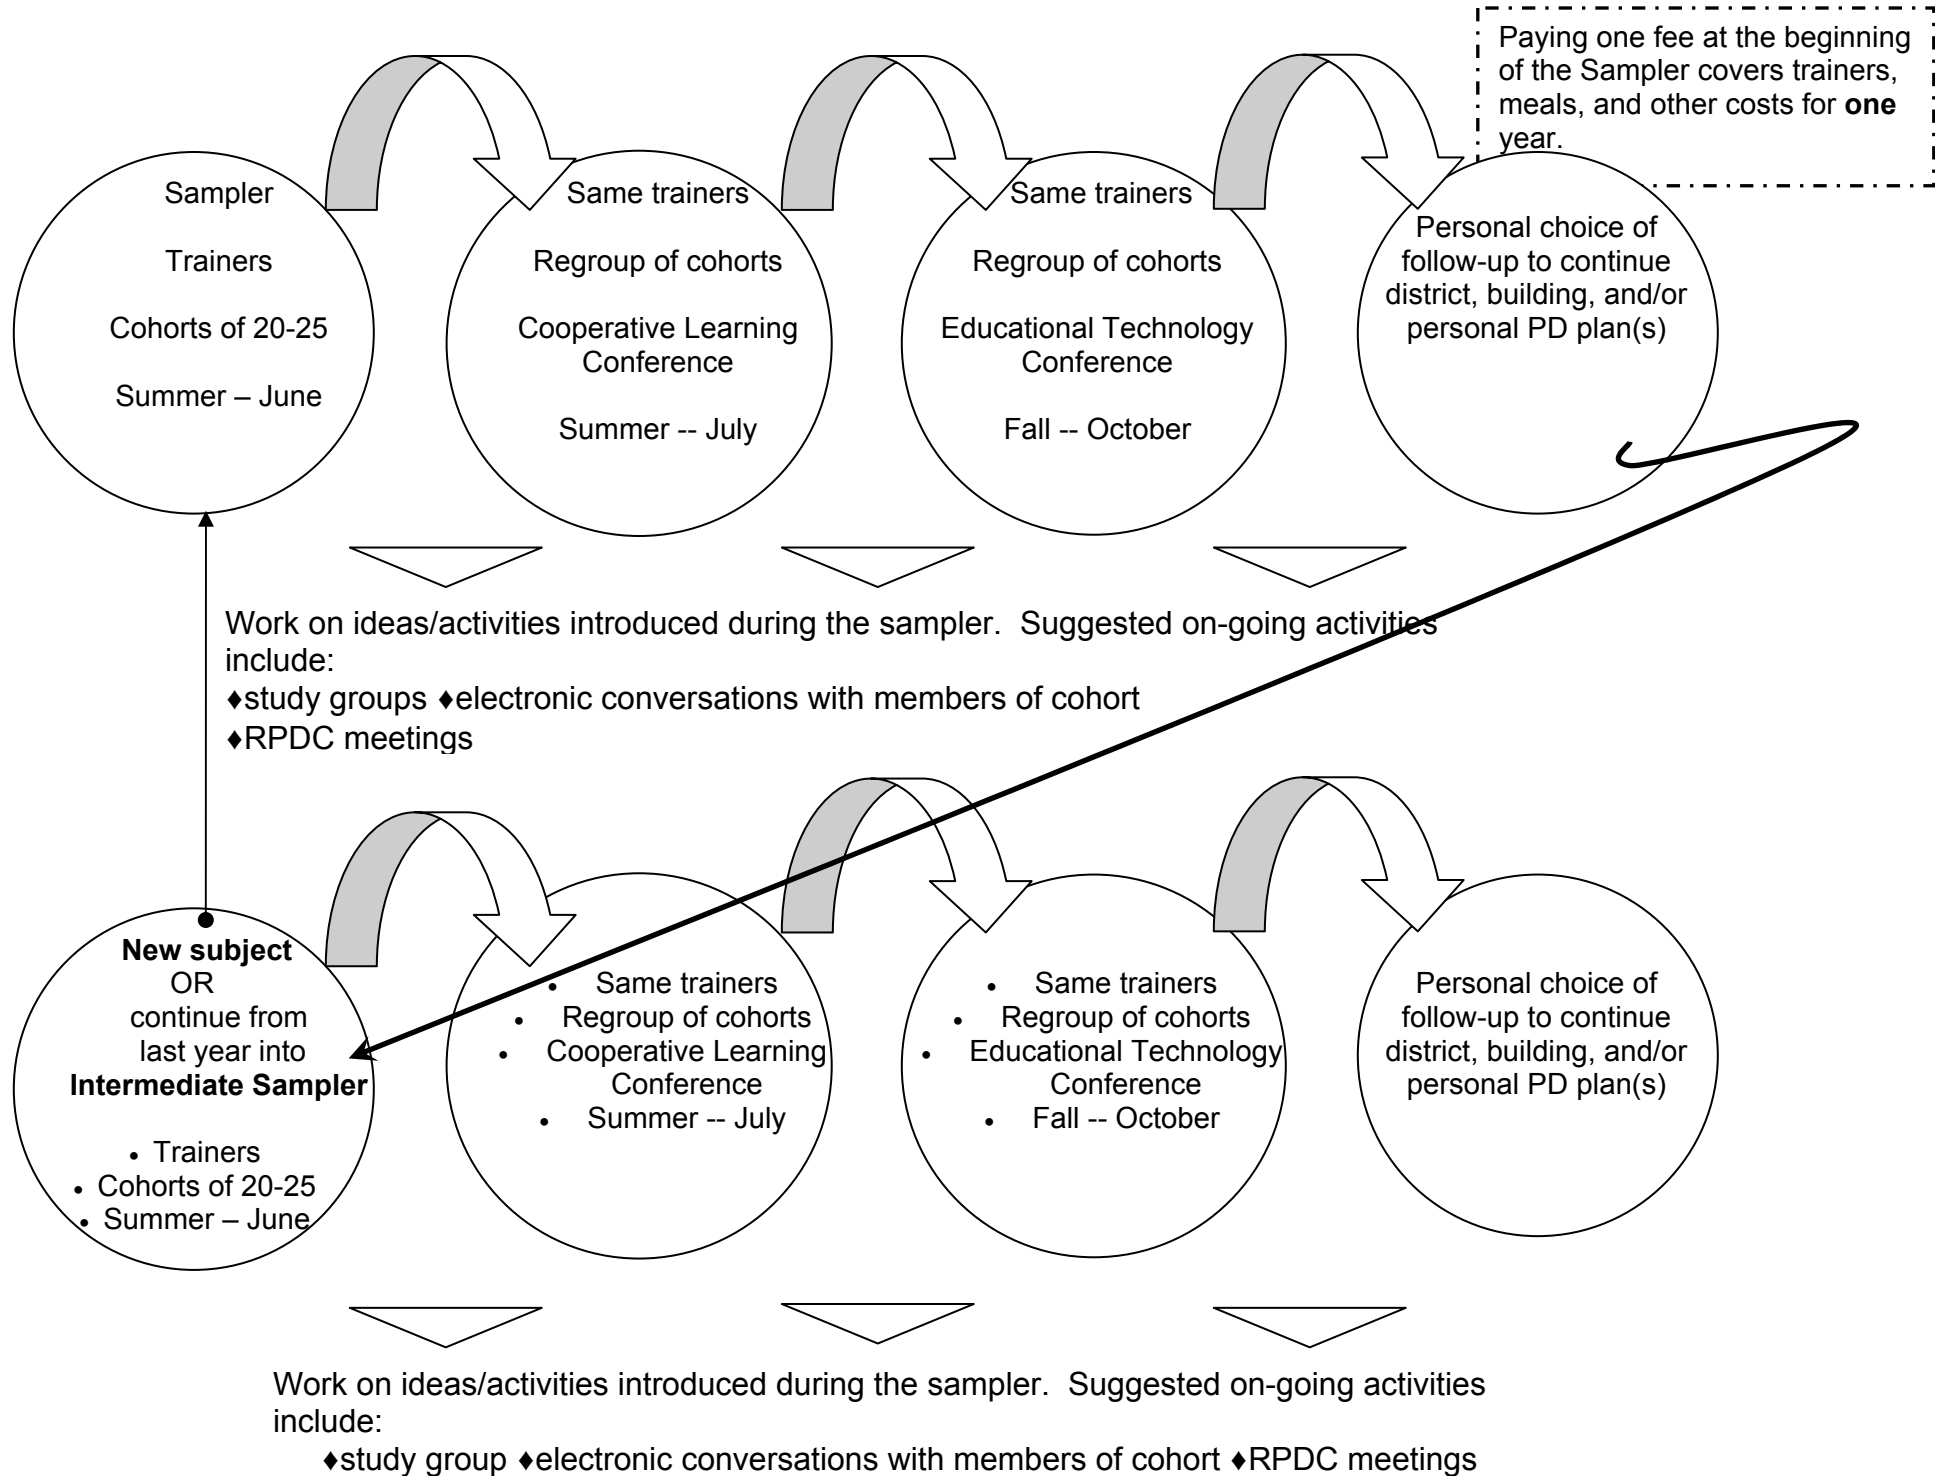 Paying one fee at the beginning
of the Sampler covers trainers,
meals, and other costs for one
year.
Sampler
Trainers
Cohorts of 20-25
Summer – June
Same trainers
Regroup of cohorts
Cooperative Learning
Conference
Summer -- July
Same trainers
Regroup of cohorts
Educational Technology
Conference
Fall -- October
Personal choice of
follow-up to continue
district, building, and/or
personal PD plan(s)
Work on ideas/activities introduced during the sampler.  Suggested on-going activities
include:
♦study groups ♦electronic conversations with members of cohort
♦RPDC meetings
New subject
OR
continue from
last year into
Intermediate Sampler
• Trainers
• Cohorts of 20-25
• Summer – June
• Same trainers
• Regroup of cohorts
• Cooperative Learning
Conference
• Summer -- July
• Same trainers
• Regroup of cohorts
• Educational Technology
Conference
• Fall -- October
Personal choice of
follow-up to continue
district, building, and/or
personal PD plan(s)
Work on ideas/activities introduced during the sampler.  Suggested on-going activities
include:
♦study group ♦electronic conversations with members of cohort ♦RPDC meetings